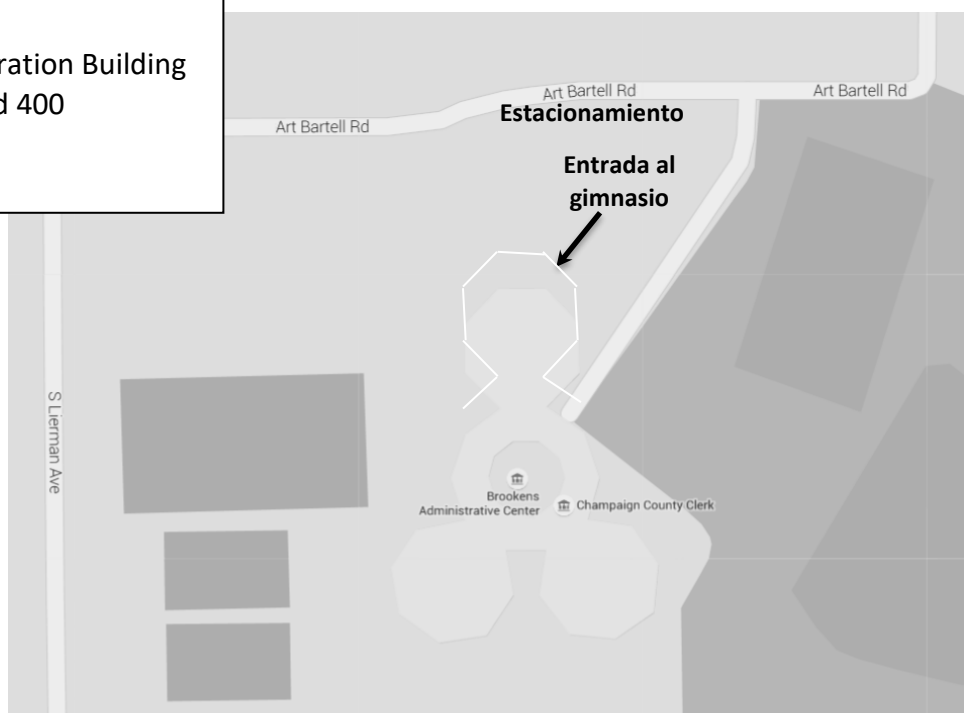 ration Building
d 400
Art Bartell Rd
Art Bartell Rd
Art Bartell Rd
Estacionamiento
Entrada al
gimnasio
S Lierman Ave
Brookens
Administrative Center
Champaign County Clerk